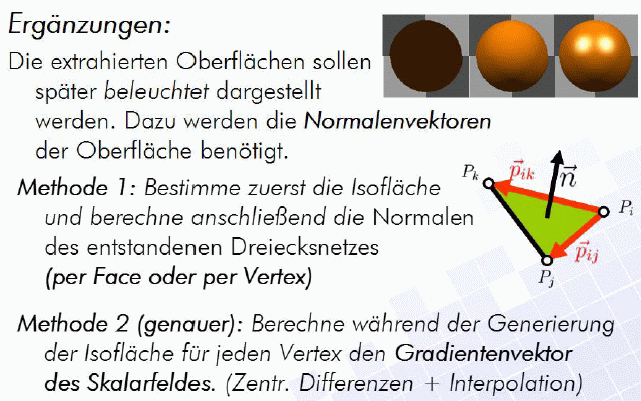 Ergänzungen:
Die extrahierten Oberflächen sollen
später beleuchtet dargestellt
werden. Dazu werden die Normalenvektoren
der Oberfläche benötigt.
Methode 1: Bestimme zuerst die Isofläche
und berechne anschließend die Normalen
des entstandenen Dreiecksnetzes
(per Face oder per Vertex)
P_k
p⃗_ik
n⃗
P_i
p⃗_ij
P_j
Methode 2 (genauer): Berechne während der Generierung
der Isofläche für jeden Vertex den Gradientenvektor
des Skalarfeldes. (Zentr. Differenzen + Interpolation)